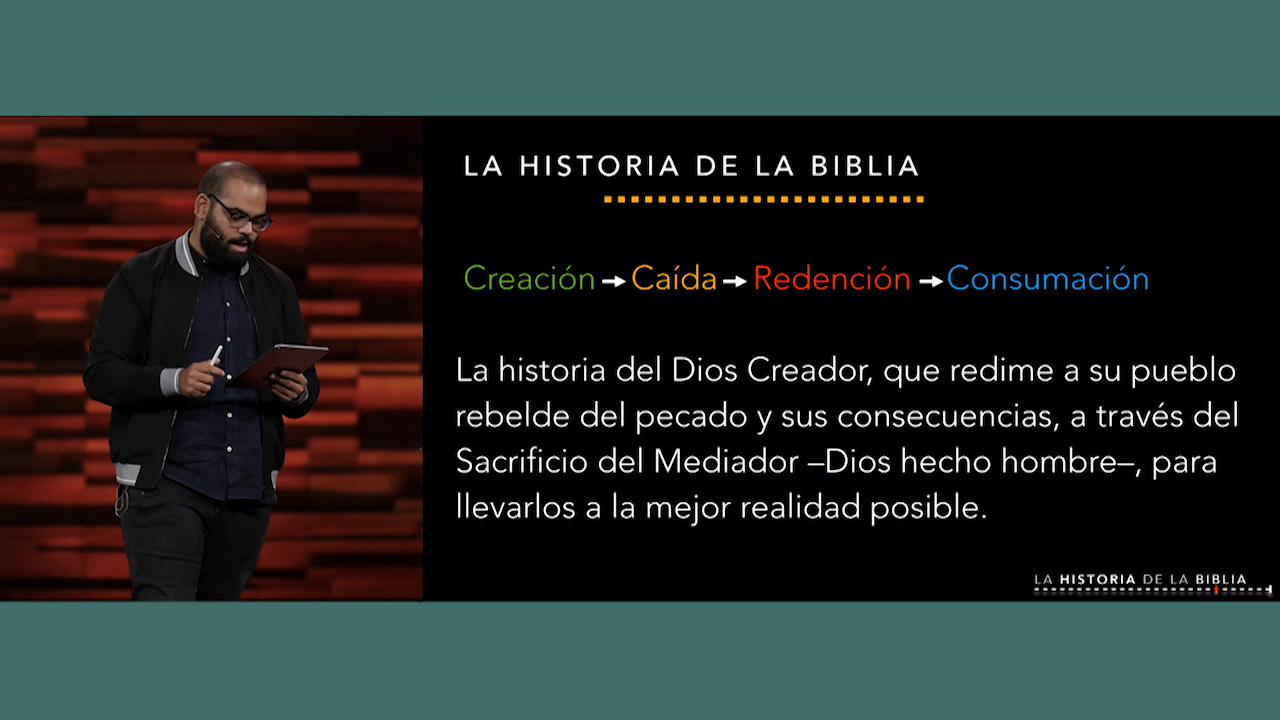 LA HISTORIA DE LA BIBLIA
Creación → Caída → Redención → Consumación
La historia del Dios Creador, que redime a su pueblo
rebelde del pecado y sus consecuencias, a través del
Sacrificio del Mediador –Dios hecho hombre–, para
llevarlos a la mejor realidad posible.
LA HISTORIA DE LA BIBLIA